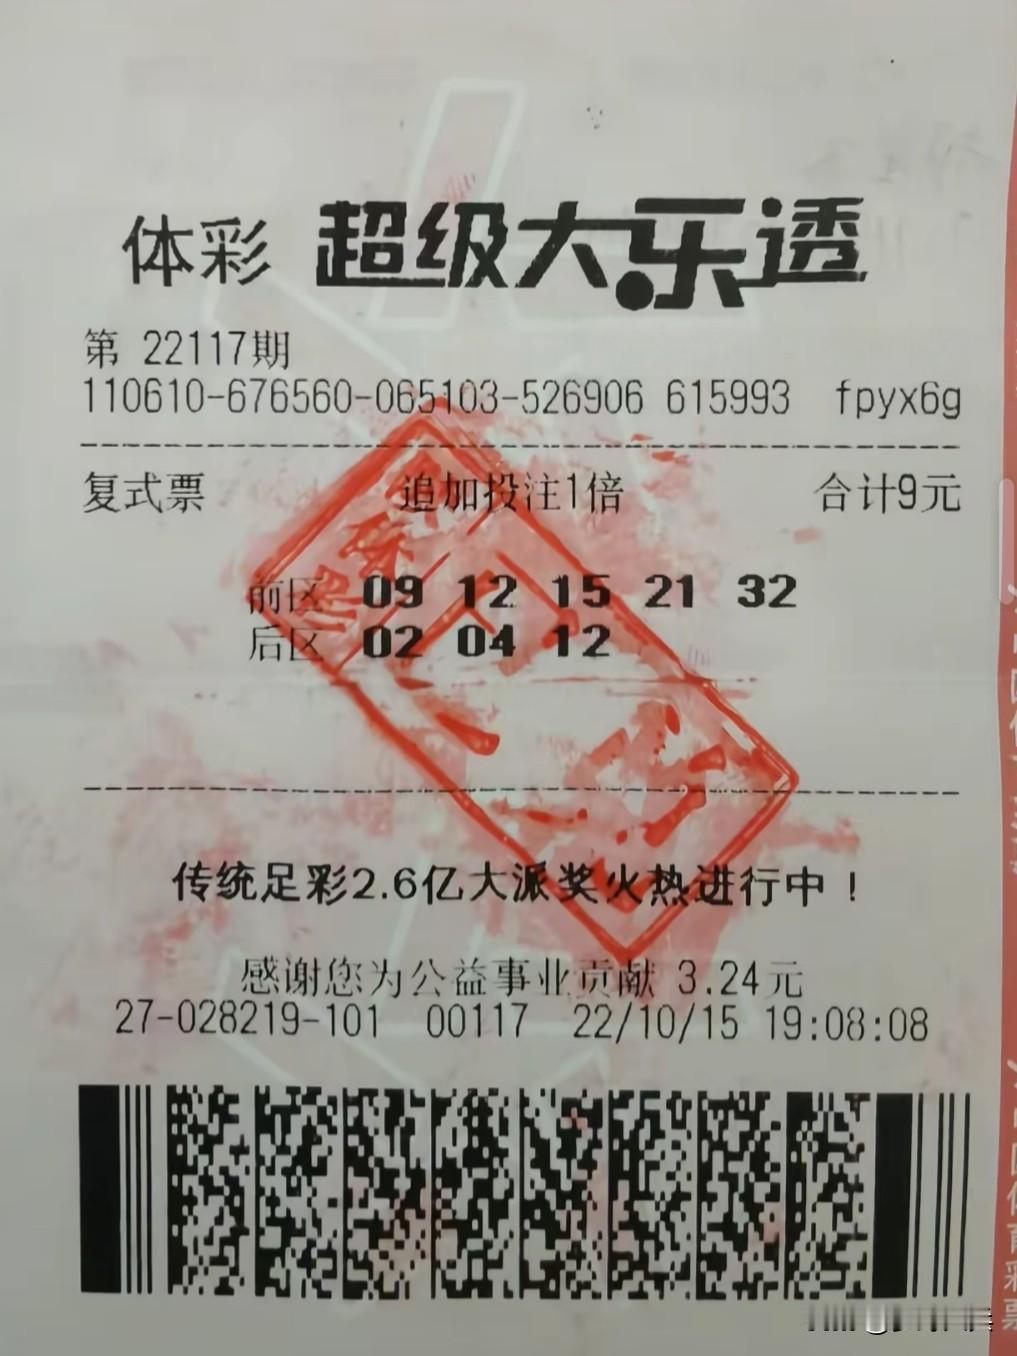 体彩 超级大乐透
第 22117期
110610-676560-065103-526906 615993 fpyx6g
复式票 追加投注1倍 合计9元
前区 09 12 15 21 32
后区 02 04 12
传统足彩2.6亿大派奖火热进行中！
感谢您为公益事业贡献 3.24元
27-028219-101 00117 22/10/15 19:08:08